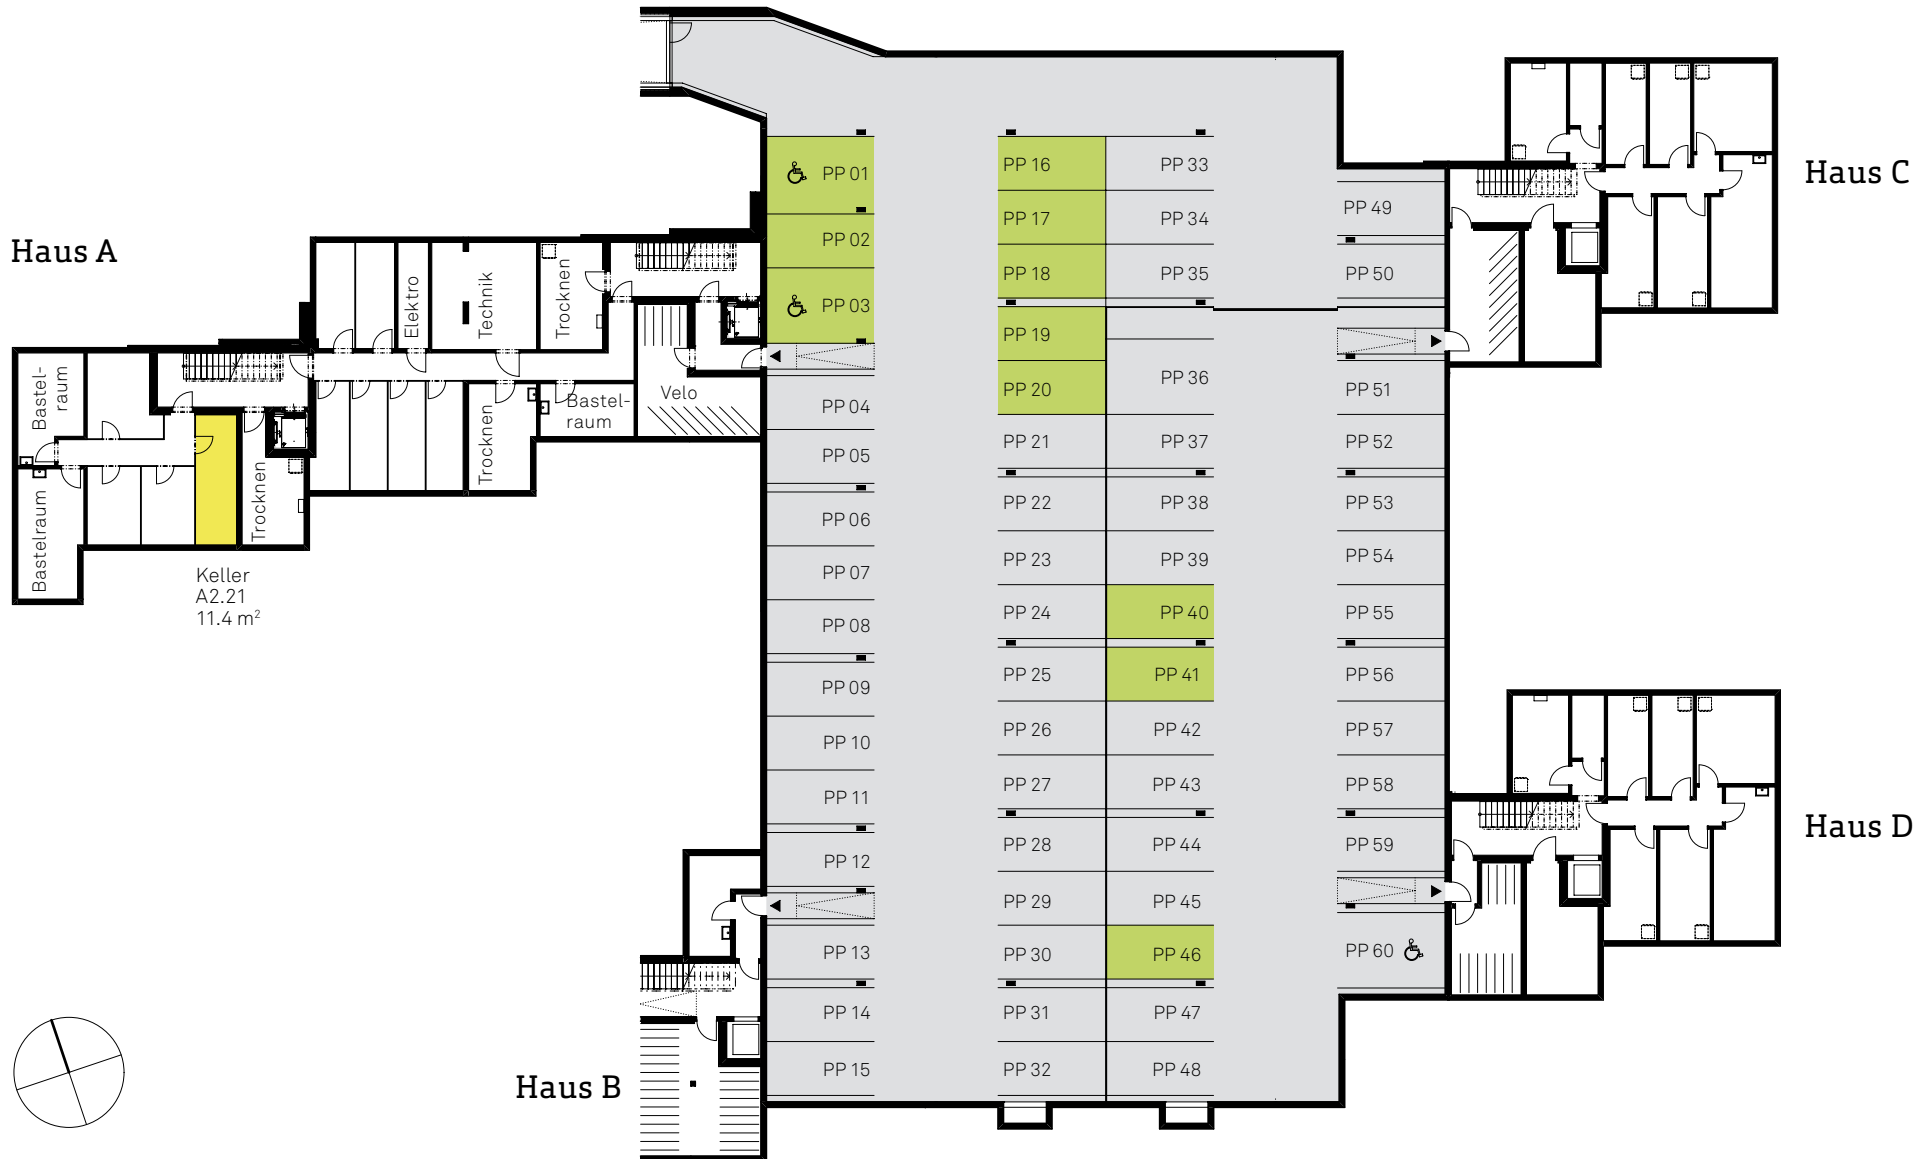 Haus A
Bastel-
raum
Bastelraum
Trocknen
Elektro
Technik
Trocknen
Trocknen
Bastel-
raum
Velo
Keller
A2.21
11.4 m²
Haus B
PP 01
PP 02
PP 03
PP 04
PP 05
PP 06
PP 07
PP 08
PP 09
PP 10
PP 11
PP 12
PP 13
PP 14
PP 15
PP 16
PP 17
PP 18
PP 19
PP 20
PP 21
PP 22
PP 23
PP 24
PP 25
PP 26
PP 27
PP 28
PP 29
PP 30
PP 31
PP 32
PP 33
PP 34
PP 35
PP 36
PP 37
PP 38
PP 39
PP 40
PP 41
PP 42
PP 43
PP 44
PP 45
PP 46
PP 47
PP 48
PP 49
PP 50
PP 51
PP 52
PP 53
PP 54
PP 55
PP 56
PP 57
PP 58
PP 59
PP 60
Haus C
Haus D